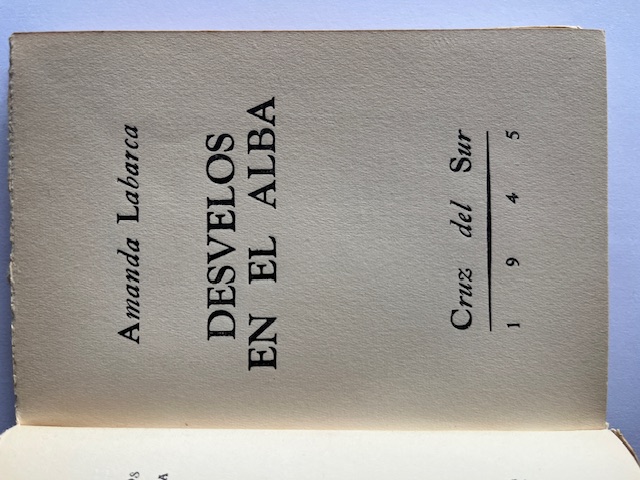 Amanda Labarca
DESVELOS
EN EL ALBA
Cruz del Sur
1 9 4 5